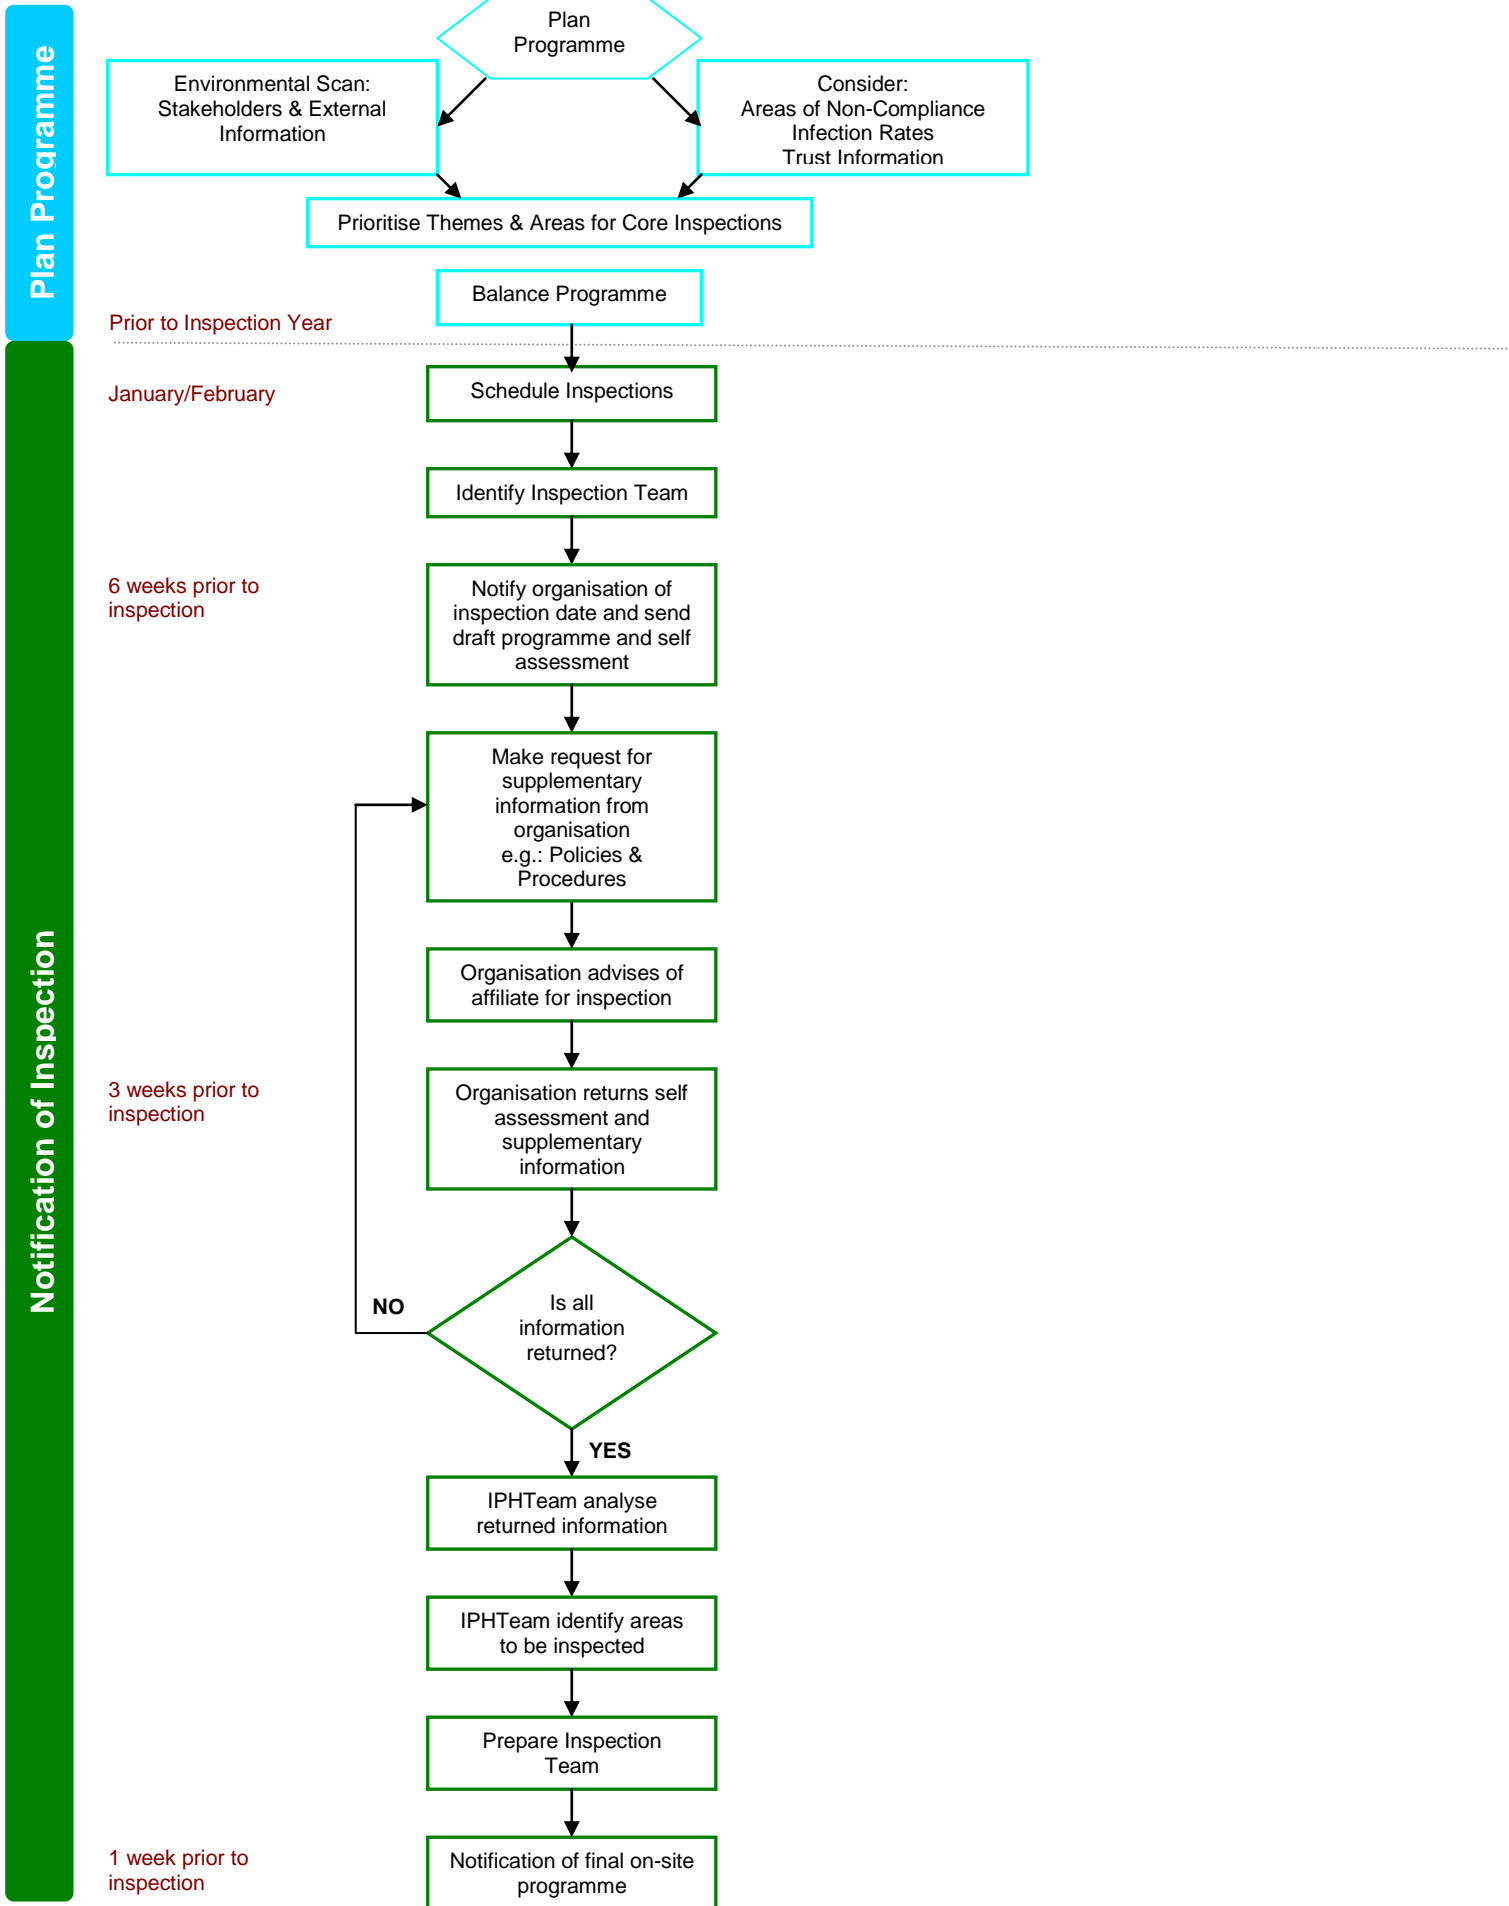 Plan Programme
Plan
Programme
Environmental Scan:
Stakeholders & External
Information
Consider:
Areas of Non-Compliance
Infection Rates
Trust Information
Prioritise Themes & Areas for Core Inspections
Balance Programme
Prior to Inspection Year
Notification of Inspection
January/February
Schedule Inspections
Identify Inspection Team
6 weeks prior to
inspection
Notify organisation of
inspection date and send
draft programme and self
assessment
Make request for
supplementary
information from
organisation
e.g.: Policies &
Procedures
Organisation advises of
affiliate for inspection
3 weeks prior to
inspection
Organisation returns self
assessment and
supplementary
information
NO
Is all
information
returned?
YES
IPHTeam analyse
returned information
IPHTeam identify areas
to be inspected
Prepare Inspection
Team
1 week prior to
inspection
Notification of final on-site
programme